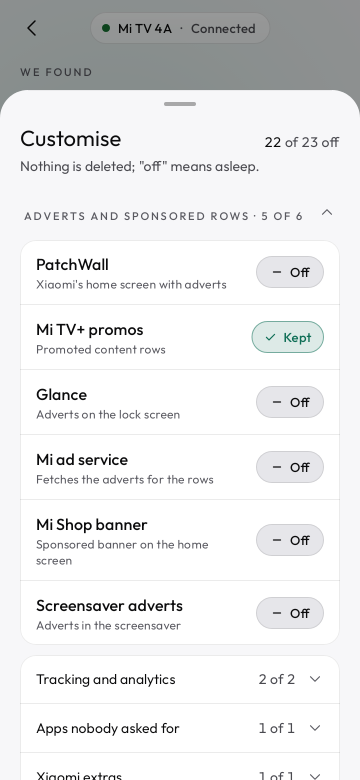 Mi TV 4A · Connected
WE FOUND
Customise
22 of 23 off
Nothing is deleted; "off" means asleep.
ADVERTS AND SPONSORED ROWS · 5 OF 6
PatchWall
Xiaomi's home screen with adverts
Off
Mi TV+ promos
Promoted content rows
Kept
Glance
Adverts on the lock screen
Off
Mi ad service
Fetches the adverts for the rows
Off
Mi Shop banner
Sponsored banner on the home
screen
Off
Screensaver adverts
Adverts in the screensaver
Off
Tracking and analytics
2 of 2
Apps nobody asked for
1 of 1
Xiaomi extras
1 of 1